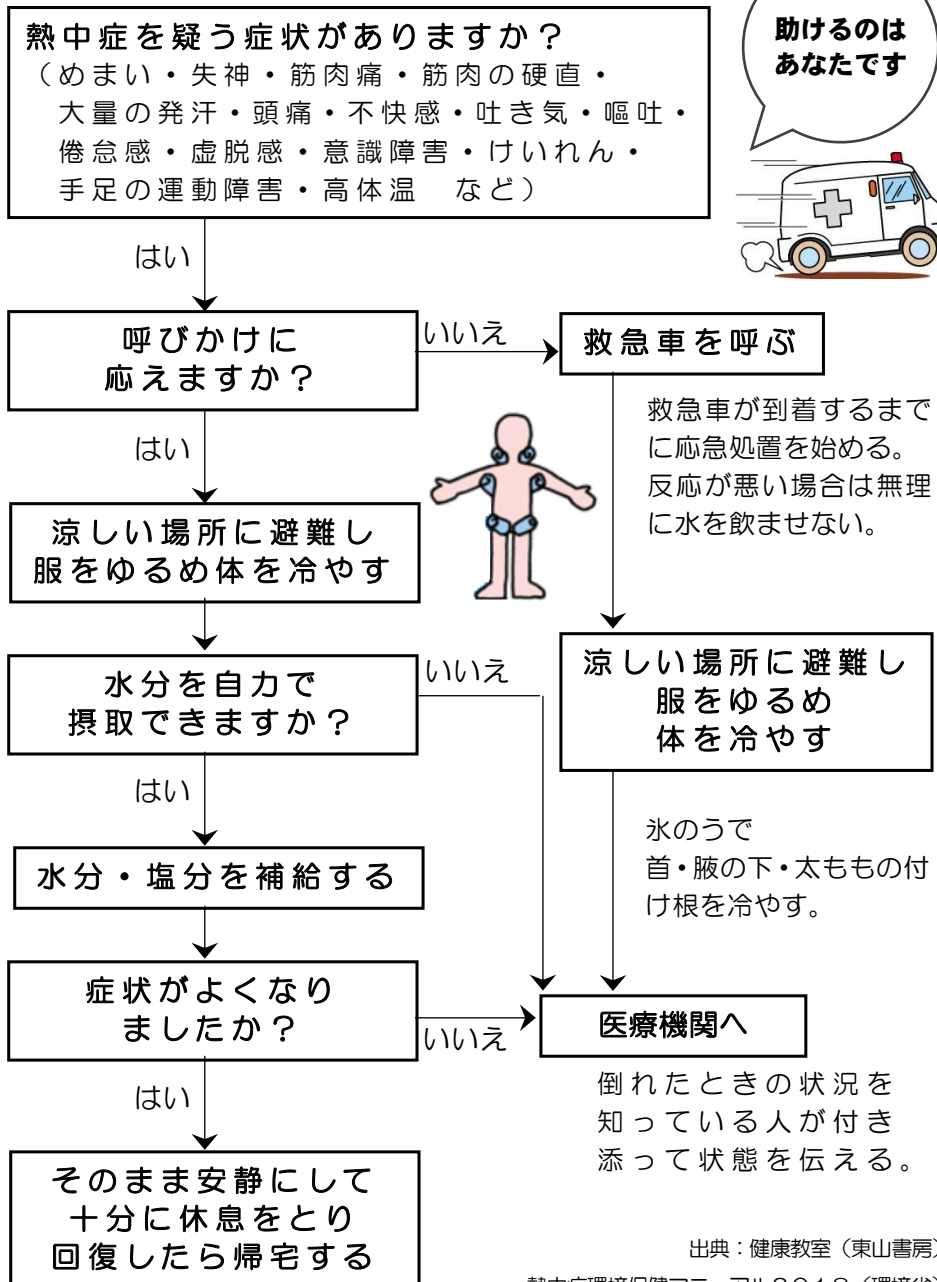 助けるのは
あなたです
熱中症を疑う症状がありますか？
（めまい・失神・筋肉痛・筋肉の硬直・
大量の発汗・頭痛・不快感・吐き気・嘔吐・
倦怠感・虚脱感・意識障害・けいれん・
手足の運動障害・高体温　など）
はい
呼びかけに
応えますか？
いいえ
救急車を呼ぶ
救急車が到着するまで
に応急処置を始める。
反応が悪い場合は無理
に水を飲ませない。
はい
涼しい場所に避難し
服をゆるめ体を冷やす
水分を自力で
摂取できますか？
いいえ
涼しい場所に避難し
服をゆるめ
体を冷やす
はい
氷のうで
首・腋の下・太ももの付
け根を冷やす。
水分・塩分を補給する
症状がよくなり
ましたか？
いいえ
医療機関へ
倒れたときの状況を
知っている人が付き
添って状態を伝える。
はい
そのまま安静にして
十分に休息をとり
回復したら帰宅する
出典：健康教室（東山書房）